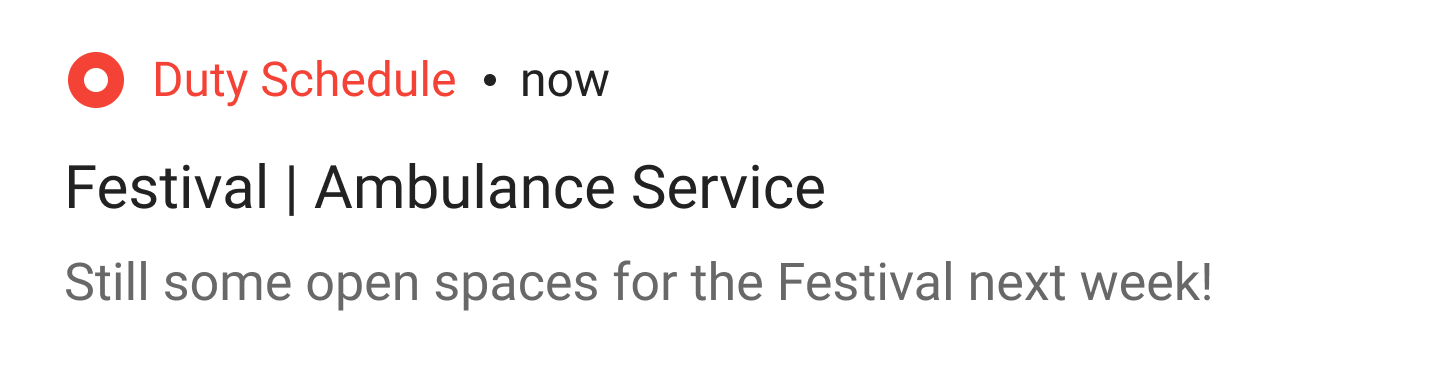 Duty Schedule • now
Festival | Ambulance Service
Still some open spaces for the Festival next week!